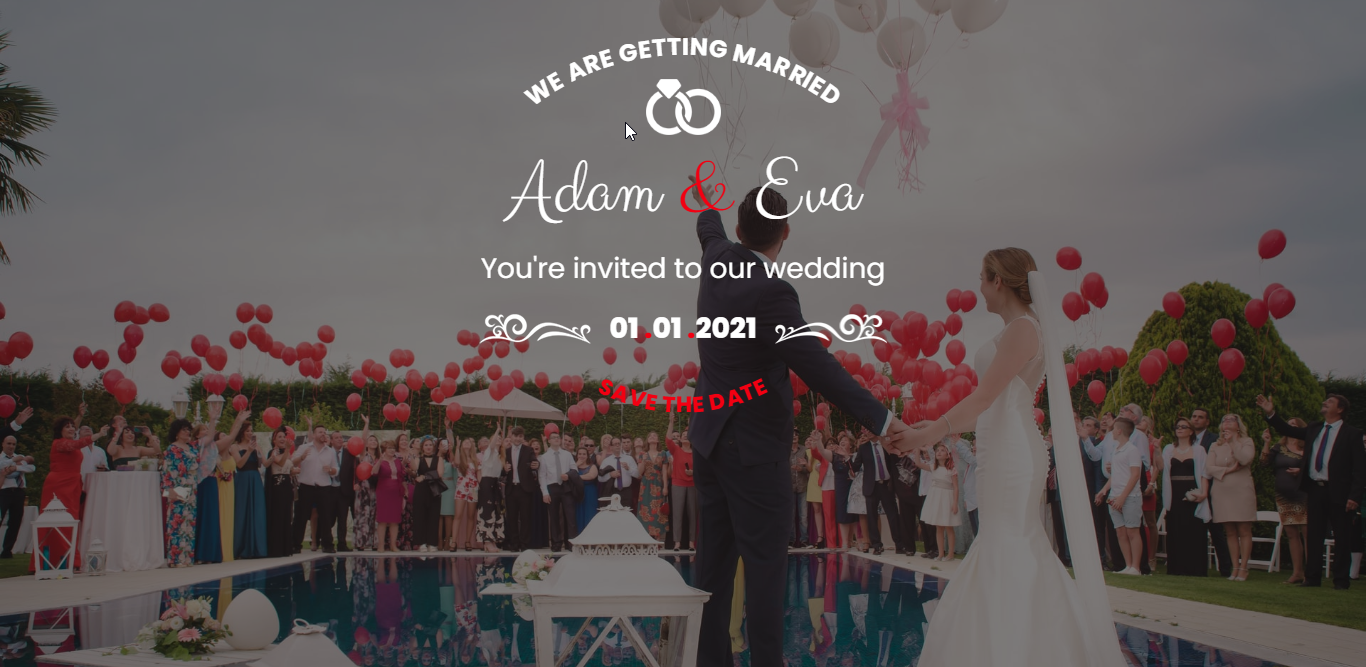 WE ARE GETTING MARRIED
Adam & Eva
You're invited to our wedding
01.01.2021
SAVE THE DATE